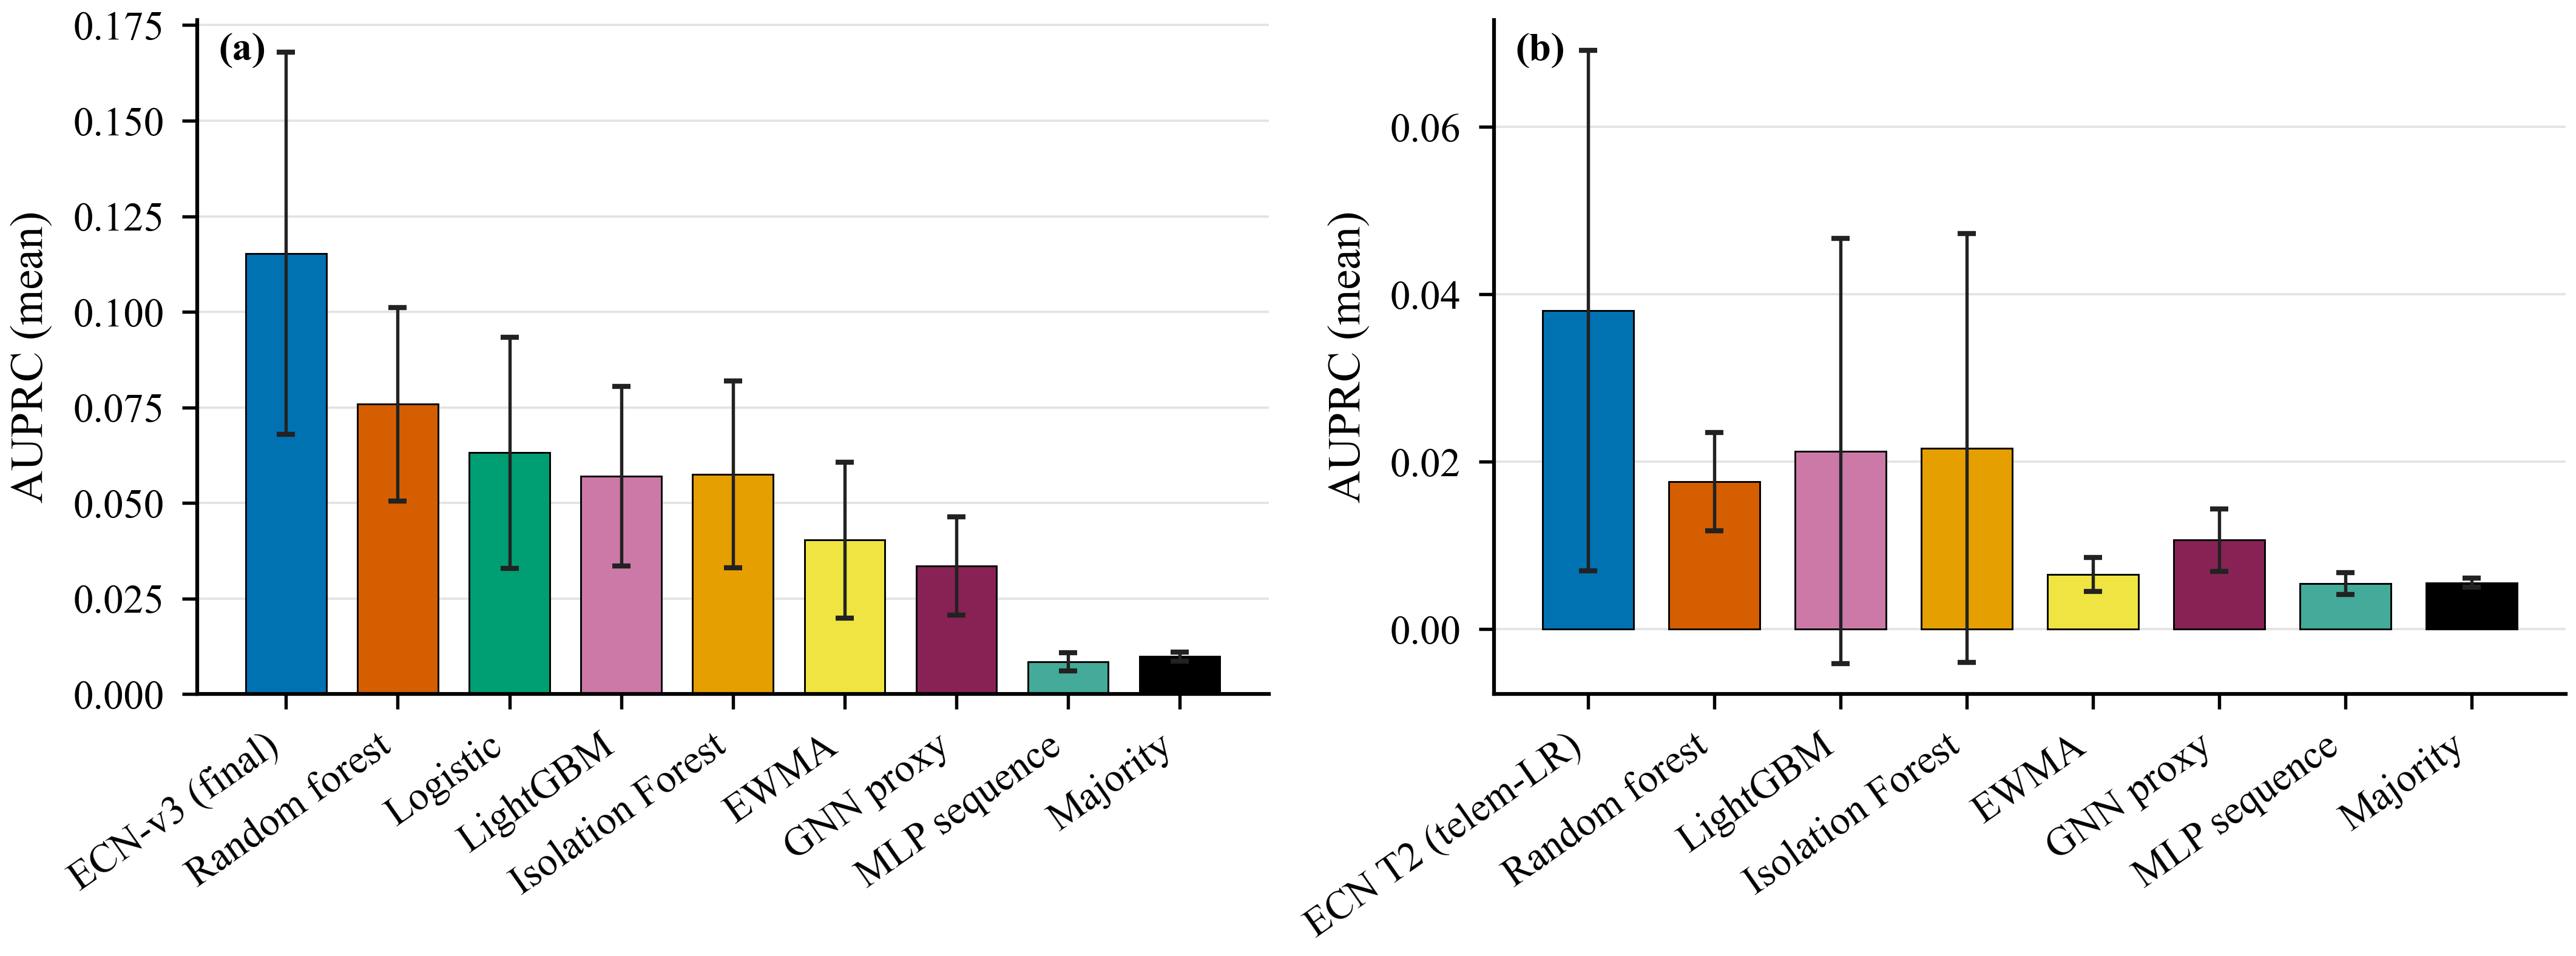 (a)
AUPRC (mean)
0.175
0.150
0.125
0.100
0.075
0.050
0.025
0.000
ECN-v3 (final)
Random forest
Logistic
LightGBM
Isolation Forest
EWMA
GNN proxy
MLP sequence
Majority
(b)
AUPRC (mean)
0.06
0.04
0.02
0.00
ECN T2 (telem-LR)
Random forest
LightGBM
Isolation Forest
EWMA
GNN proxy
MLP sequence
Majority